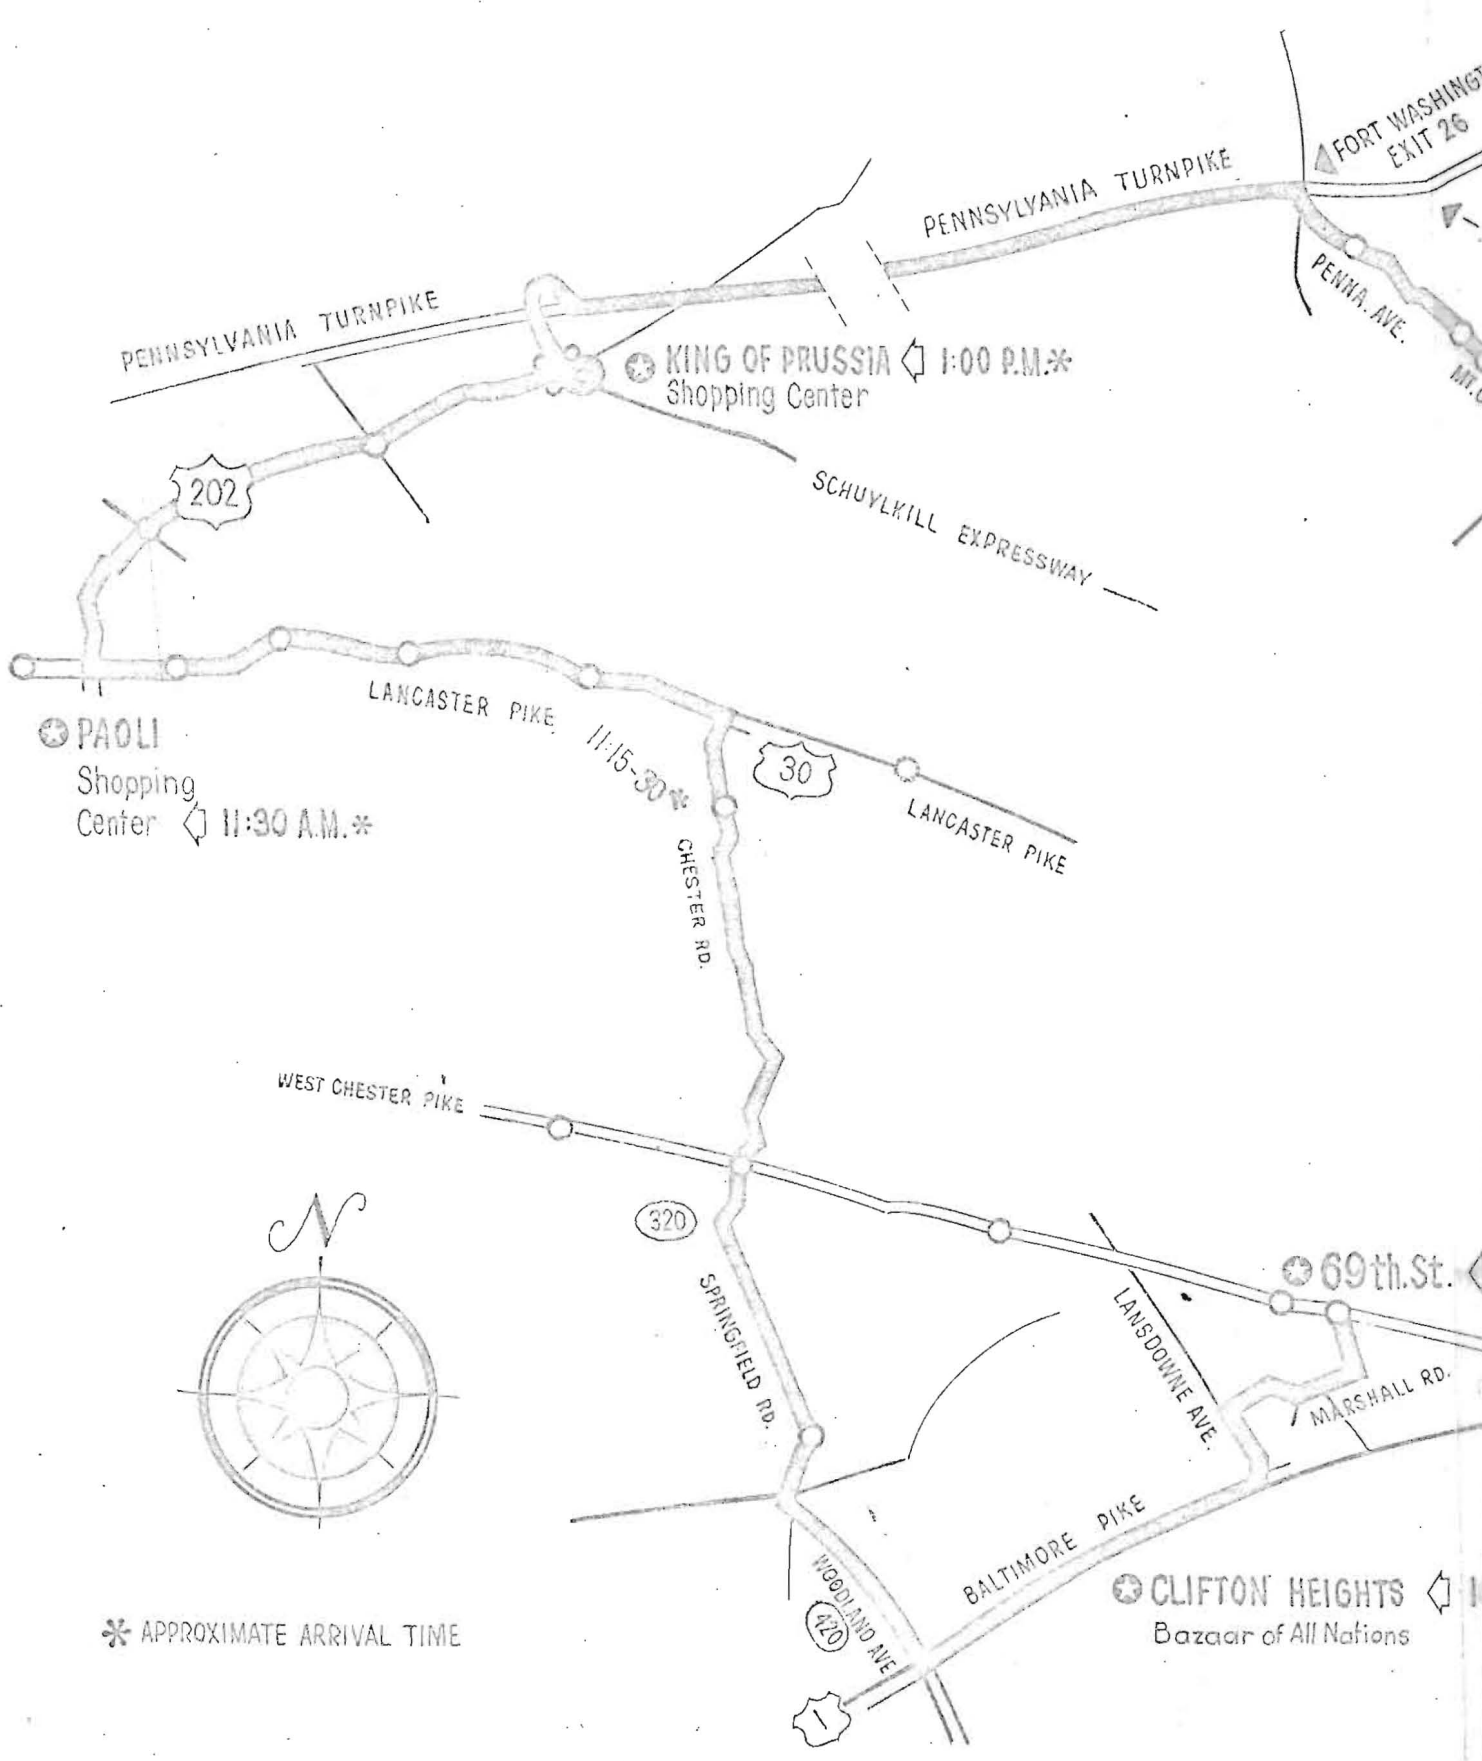 FORT WASHINGT
EXIT 26
PENNSYLVANIA TURNPIKE
PENNA. AVE.
PENNSYLVANIA TURNPIKE
KING OF PRUSSIA 1:00 P.M.*
Shopping Center
202
SCHUYLKILL EXPRESSWAY
LANCASTER PIKE
PAOLI
Shopping
Center 11:30 A.M.*
11:15-30*
30
LANCASTER PIKE
CHESTER RD.
WEST CHESTER PIKE
320
N
69th.St.
SPRINGFIELD RD.
LANSDOWNE AVE.
MARSHALL RD.
BALTIMORE PIKE
WOODLAND AVE
420
CLIFTON HEIGHTS
Bazaar of All Nations
* APPROXIMATE ARRIVAL TIME
1